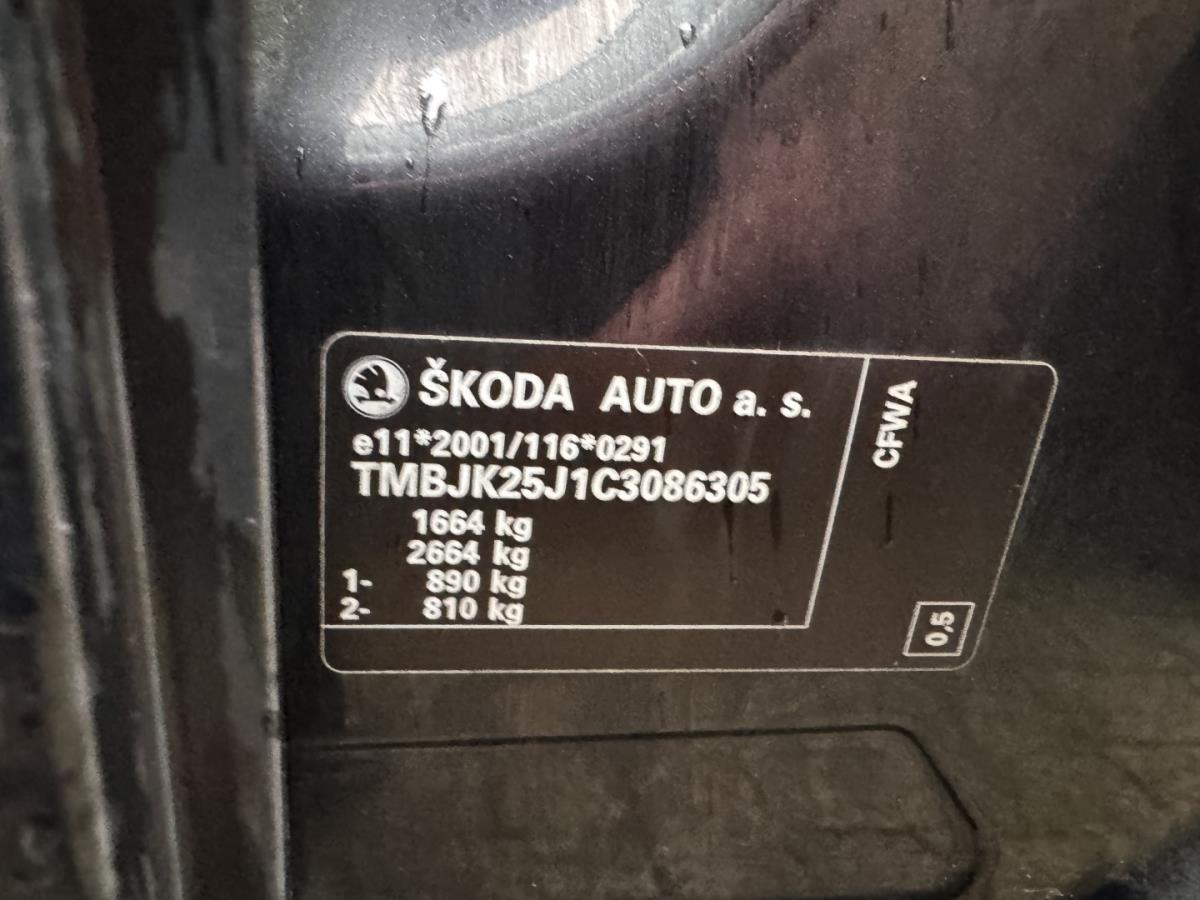 ŠKODA AUTO a. s.
e11*2001/116*0291
TMBJK25J1C3086305
1664 kg
2664 kg
1- 890 kg
2- 810 kg
CFWA
0,5